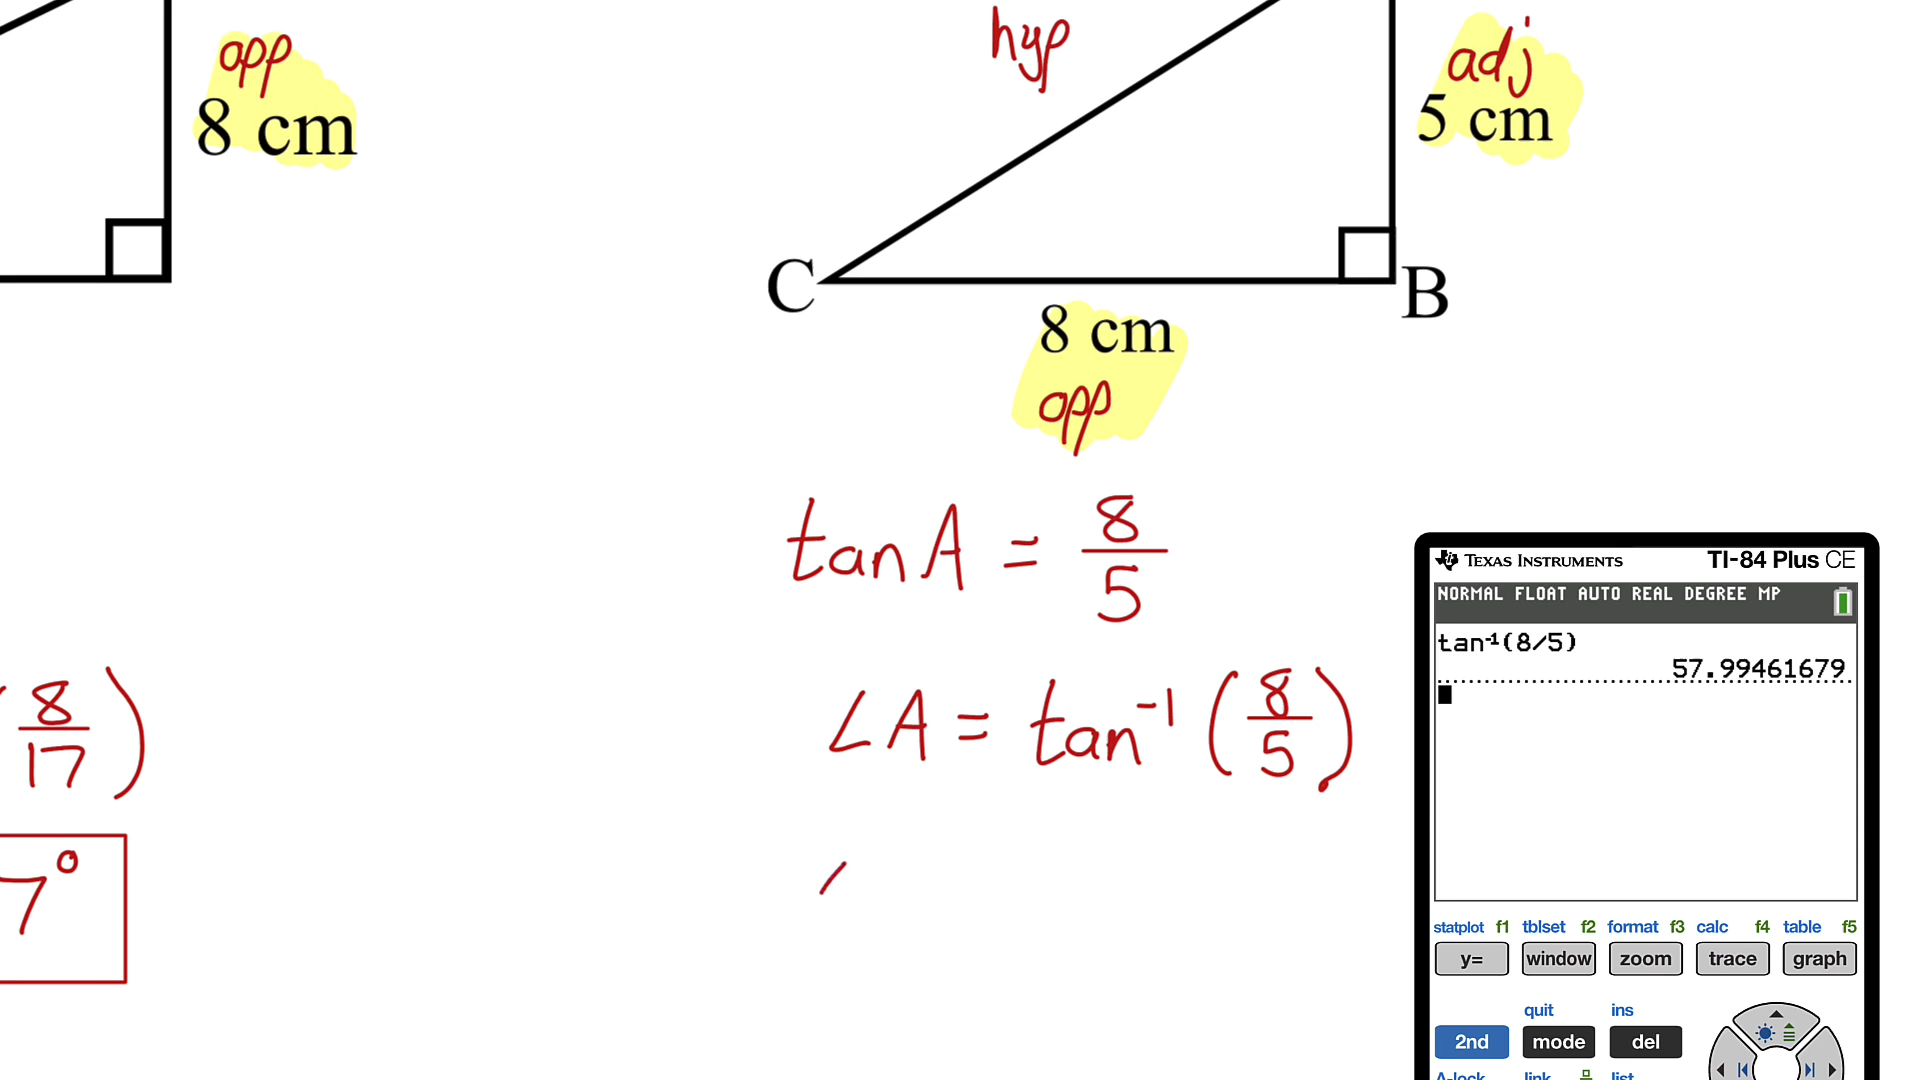 opp
8 cm
hyp
adj
5 cm
C
B
8 cm
opp
tan A = 8/5
∠A = tan⁻¹(8/5)
8/17)
7°
TEXAS INSTRUMENTS TI-84 Plus CE
NORMAL FLOAT AUTO REAL DEGREE MP
tan⁻¹(8/5)
57.99461679
statplot f1 tblset f2 format f3 calc f4 table f5
y= window zoom trace graph
quit ins
2nd mode del
A-lock link list